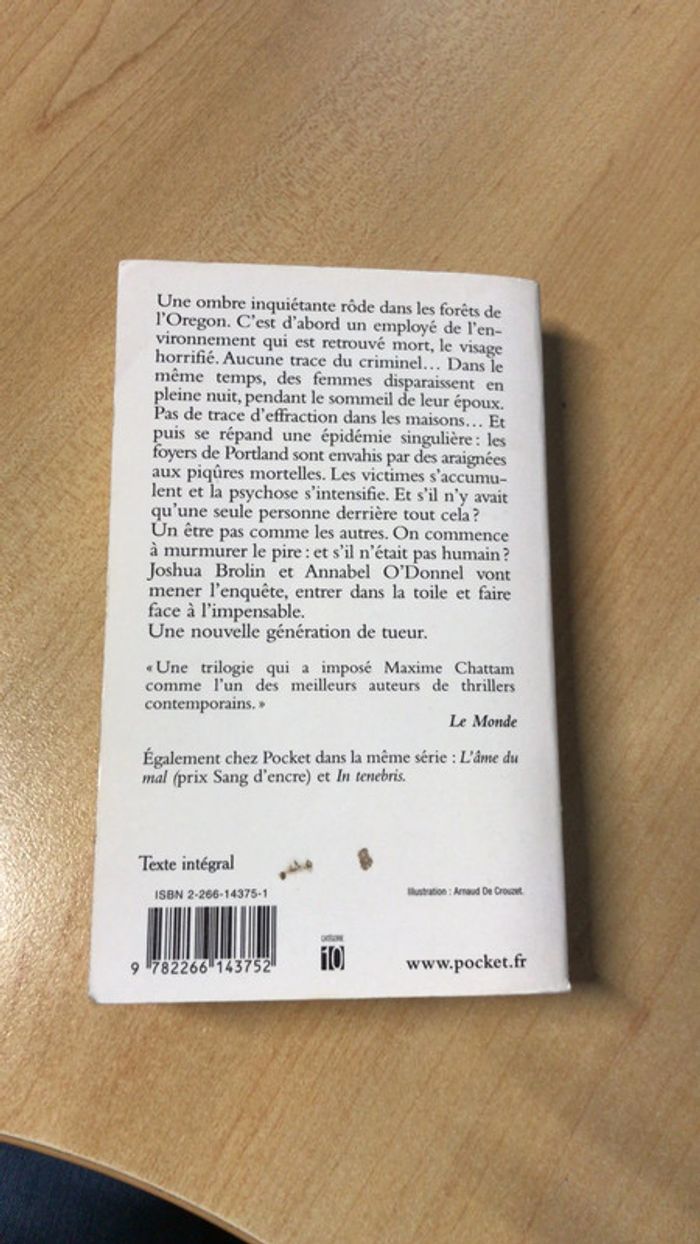 Une ombre inquiétante rôde dans les forêts de
l'Oregon. C'est d'abord un employé de l'en-
vironnement qui est retrouvé mort, le visage
horrifié. Aucune trace du criminel... Dans le
même temps, des femmes disparaissent en
pleine nuit, pendant le sommeil de leur époux.
Pas de trace d'effraction dans les maisons... Et
puis se répand une épidémie singulière : les
foyers de Portland sont envahis par des araignées
aux piqûres mortelles. Les victimes s'accumu-
lent et la psychose s'intensifie. Et s'il n'y avait
qu'une seule personne derrière tout cela ?
Un être pas comme les autres. On commence
à murmurer le pire : et s'il n'était pas humain ?
Joshua Brolin et Annabel O'Donnel vont
mener l'enquête, entrer dans la toile et faire
face à l'impensable.
Une nouvelle génération de tueur.
« Une trilogie qui a imposé Maxime Chattam
comme l'un des meilleurs auteurs de thrillers
contemporains. »
Le Monde
Également chez Pocket dans la même série : L'âme du
mal (prix Sang d'encre) et In tenebris.
Texte intégral
ISBN 2-266-14375-1
Illustration : Arnaud De Crouzet.
9 782266 143752
CATÉGORIE
10
www.pocket.fr